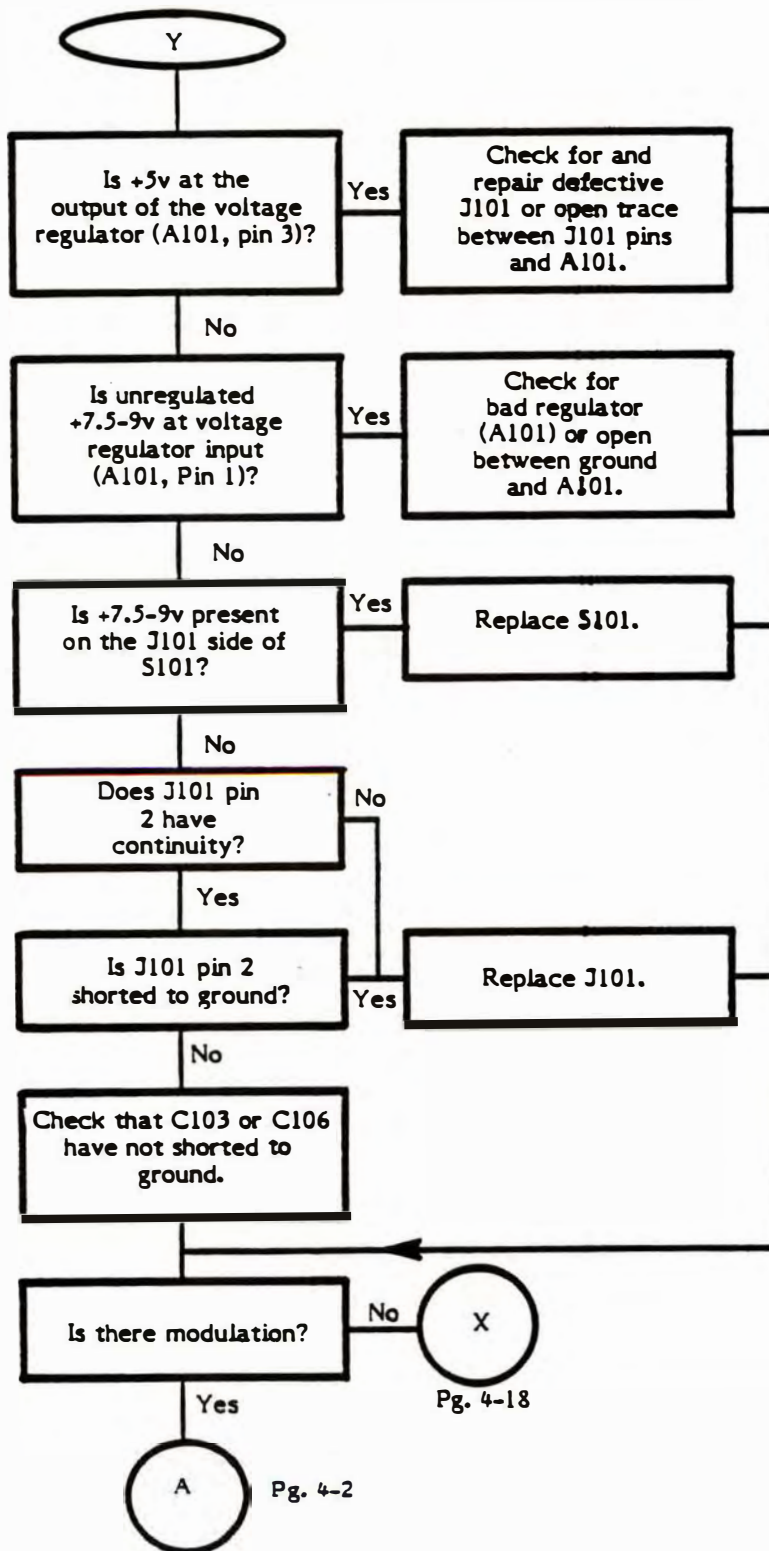 Y
Is +5v at the
output of the voltage
regulator (A101, pin 3)?
Yes
Check for and
repair defective
J101 or open trace
between J101 pins
and A101.
No
Is unregulated
+7.5-9v at voltage
regulator input
(A101, Pin 1)?
Yes
Check for
bad regulator
(A101) or open
between ground
and A101.
No
Is +7.5-9v present
on the J101 side of
S101?
Yes
Replace S101.
No
Does J101 pin
2 have
continuity?
No
Yes
Is J101 pin 2
shorted to ground?
Yes
Replace J101.
No
Check that C103 or C106
have not shorted to
ground.
Is there modulation?
No
X
Pg. 4-18
Yes
A
Pg. 4-2